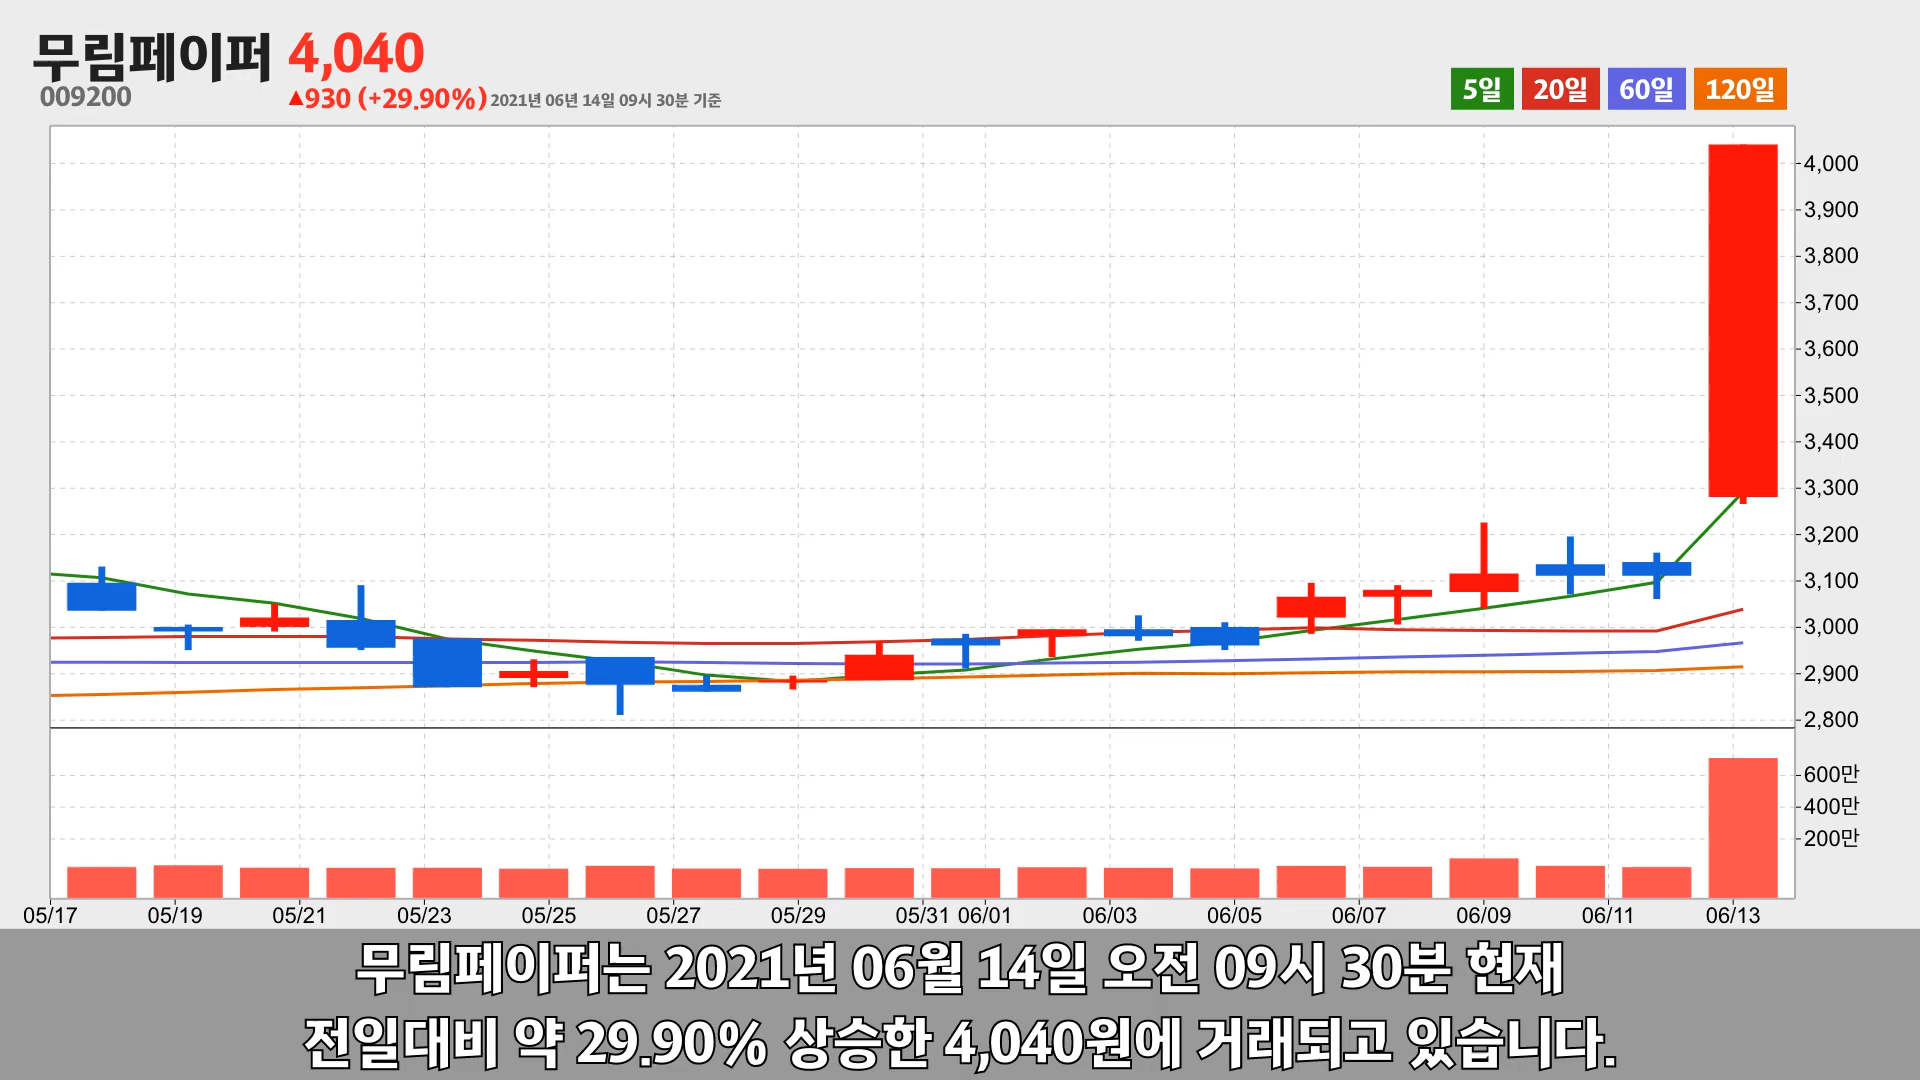 무림페이퍼 4,040
009200
▲930 (+29.90%) 2021년 06년 14일 09시 30분 기준
5일 20일 60일 120일
4,000
3,900
3,800
3,700
3,600
3,500
3,400
3,300
3,200
3,100
3,000
2,900
2,800
600만
400만
200만
05/17 05/19 05/21 05/23 05/25 05/27 05/29 05/31 06/01 06/03 06/05 06/07 06/09 06/11 06/13
무림페이퍼는 2021년 06월 14일 오전 09시 30분 현재
전일대비 약 29.90% 상승한 4,040원에 거래되고 있습니다.